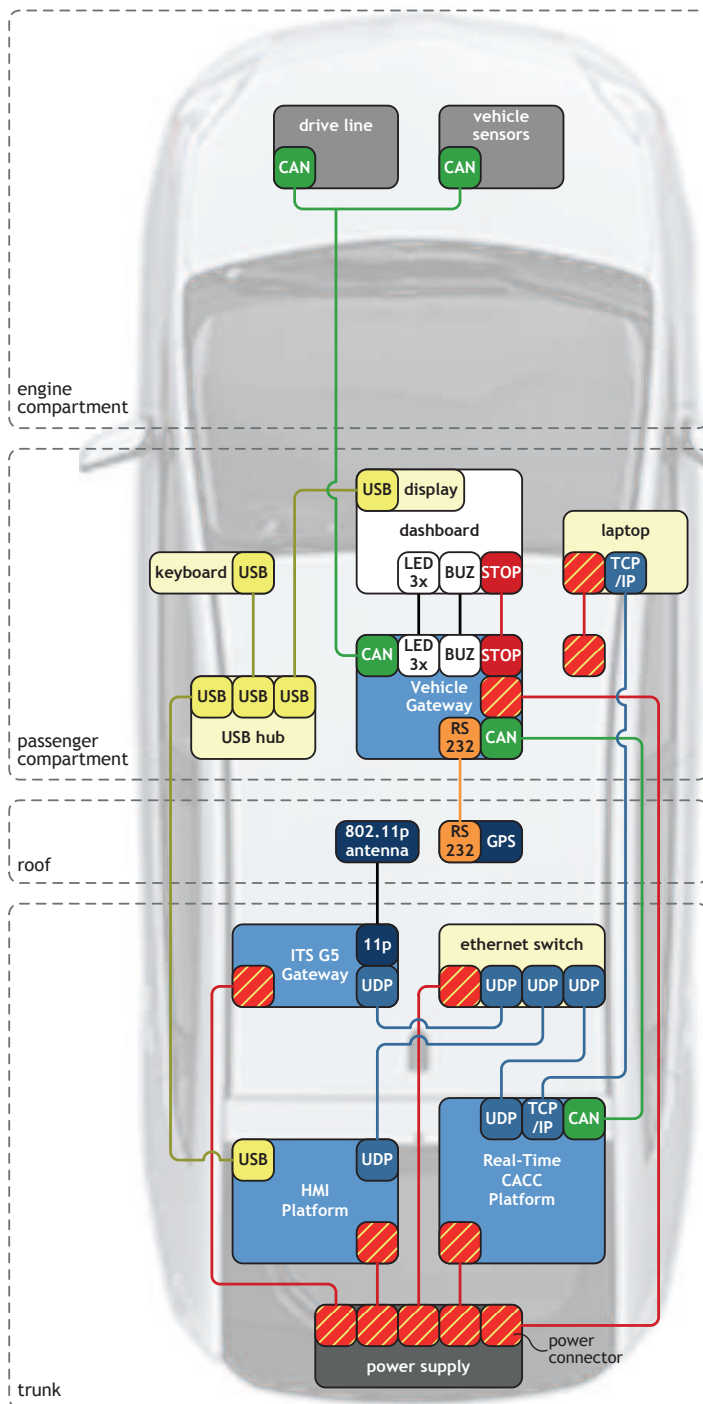 drive line
CAN
vehicle
sensors
CAN
engine
compartment
USB
display
dashboard
LED
3x
BUZ
STOP
laptop
TCP
/IP
keyboard
USB
CAN
LED
3x
BUZ
STOP
Vehicle
Gateway
RS
232
CAN
USB
USB
USB
USB hub
passenger
compartment
802.11p
antenna
RS
232
GPS
roof
ITS G5
Gateway
11p
UDP
ethernet switch
UDP
UDP
UDP
USB
UDP
HMI
Platform
UDP
TCP
/IP
CAN
Real-Time
CACC
Platform
power supply
power
connector
trunk